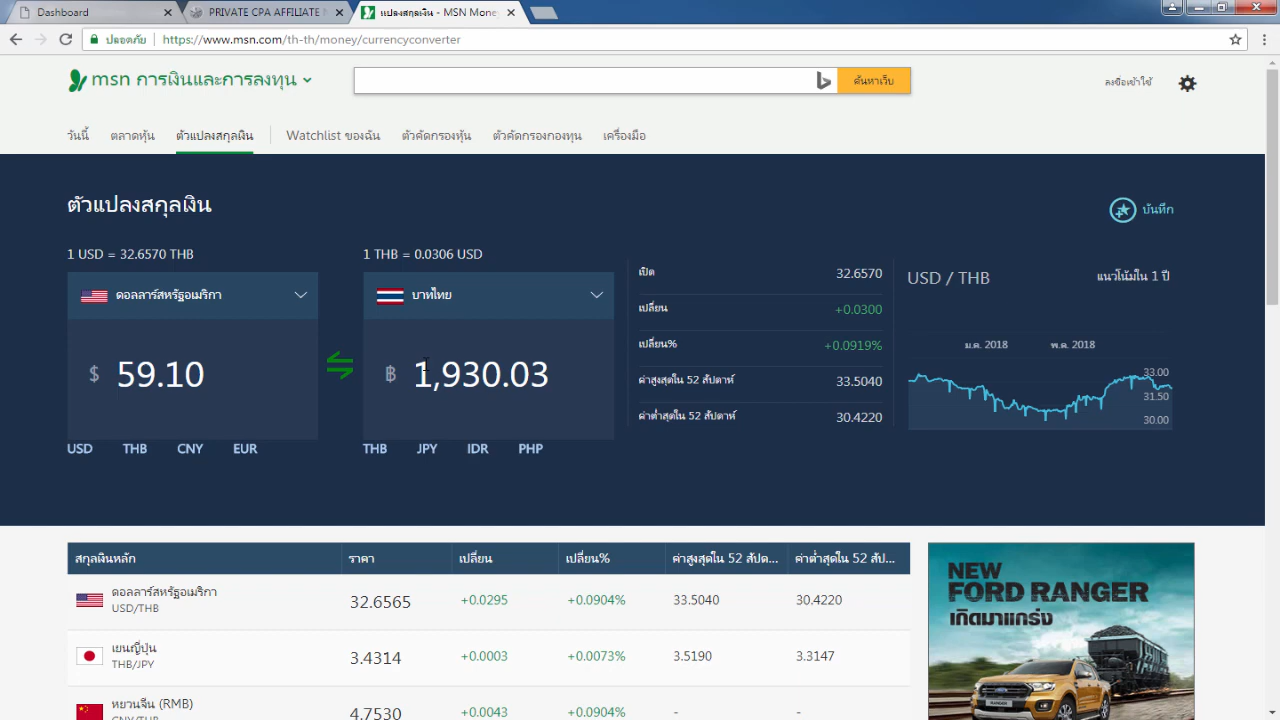 Dashboard
PRIVATE CPA AFFILIATE
แปลงสกุลเงิน - MSN Mone
ปลอดภัย
https://www.msn.com/th-th/money/currencyconverter
msn การเงินและการลงทุน
ค้นหาเว็บ
ลงชื่อเข้าใช้
วันนี้ ตลาดหุ้น ตัวแปลงสกุลเงิน Watchlist ของฉัน ตัวคัดกรองหุ้น ตัวคัดกรองกองทุน เครื่องมือ
ตัวแปลงสกุลเงิน
บันทึก
1 USD = 32.6570 THB
1 THB = 0.0306 USD
ดอลลาร์สหรัฐอเมริกา
บาทไทย
$ 59.10
฿ 1,930.03
USD THB CNY EUR
THB JPY IDR PHP
เปิด 32.6570
เปลี่ยน +0.0300
เปลี่ยน% +0.0919%
ค่าสูงสุดใน 52 สัปดาห์ 33.5040
ค่าต่ำสุดใน 52 สัปดาห์ 30.4220
USD / THB แนวโน้มใน 1 ปี
ม.ค. 2018 พ.ค. 2018
33.00
31.50
30.00
สกุลเงินหลัก ราคา เปลี่ยน เปลี่ยน% ค่าสูงสุดใน 52 สัปด... ค่าต่ำสุดใน 52 สัป...
ดอลลาร์สหรัฐอเมริกา
USD/THB 32.6565 +0.0295 +0.0904% 33.5040 30.4220
เยนญี่ปุ่น
THB/JPY 3.4314 +0.0003 +0.0073% 3.5190 3.3147
หยวนจีน (RMB)
CNY/THB 4.7530 +0.0043 +0.0904% - -
NEW
FORD RANGER
เกิดมาแกร่ง